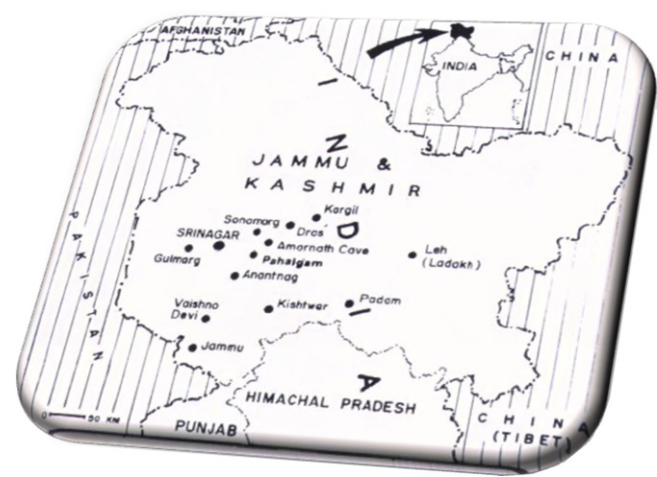 AFGHANISTAN
CHINA
INDIA
I
N
JAMMU &
KASHMIR
Kargil
Sonamarg
Dras
D
SRINAGAR
Amarnath Cave
Gulmarg
Pahalgam
Leh
(Ladakh)
Anantnag
PAKISTAN
Vaishno
Devi
Kishtwar
Padam
I
Jammu
A
HIMACHAL PRADESH
0 50 KM
PUNJAB
CHINA
(TIBET)